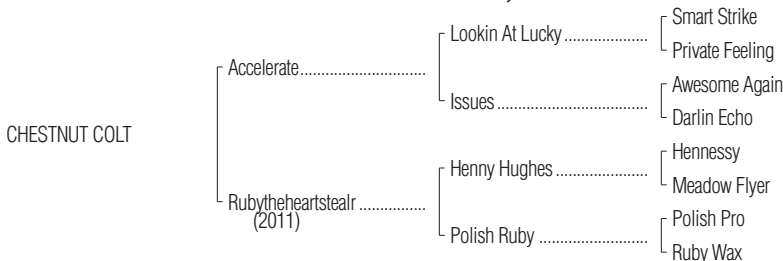 Smart Strike
Lookin At Lucky ..................
Private Feeling
Accelerate..............................
Awesome Again
Issues ....................................
Darlin Echo
CHESTNUT COLT
Hennessy
Henny Hughes ....................
Meadow Flyer
Rubytheheartstealr ................
(2011)
Polish Pro
Polish Ruby ........................
Ruby Wax